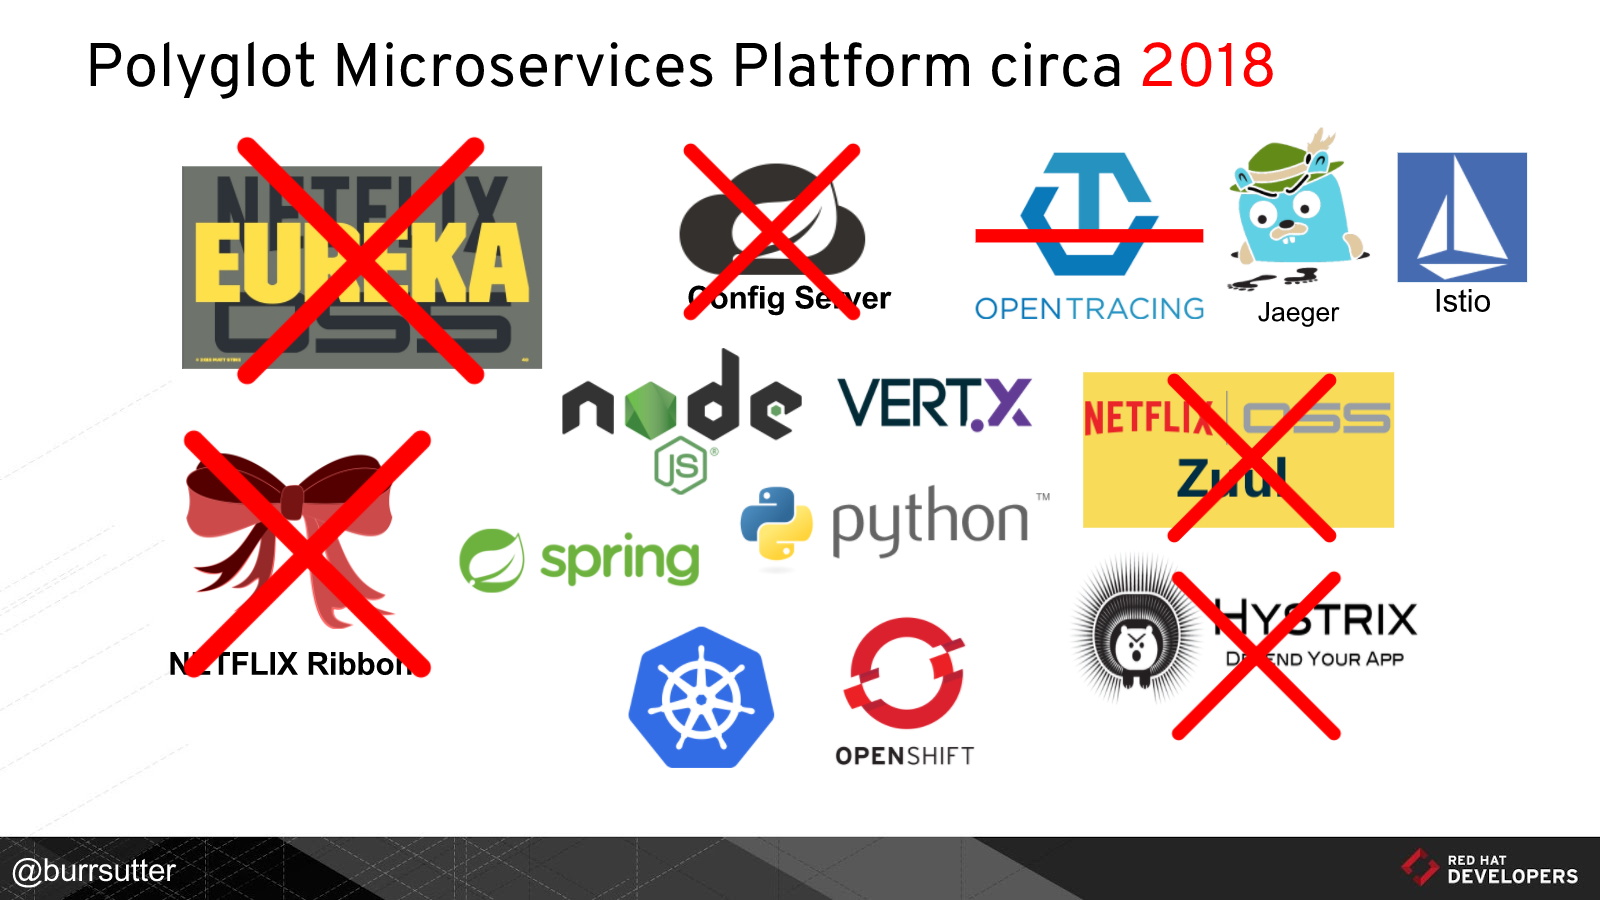 Polyglot Microservices Platform circa 2018
NETFLIX
EUREKA
OSS
Config Server
OPENTRACING
Jaeger
Istio
node
JS®
VERT.X
NETFLIX | OSS
Zuul
NETFLIX Ribbon
spring
python™
HYSTRIX
DEFEND YOUR APP
OPENSHIFT
@burrsutter
RED HAT
DEVELOPERS